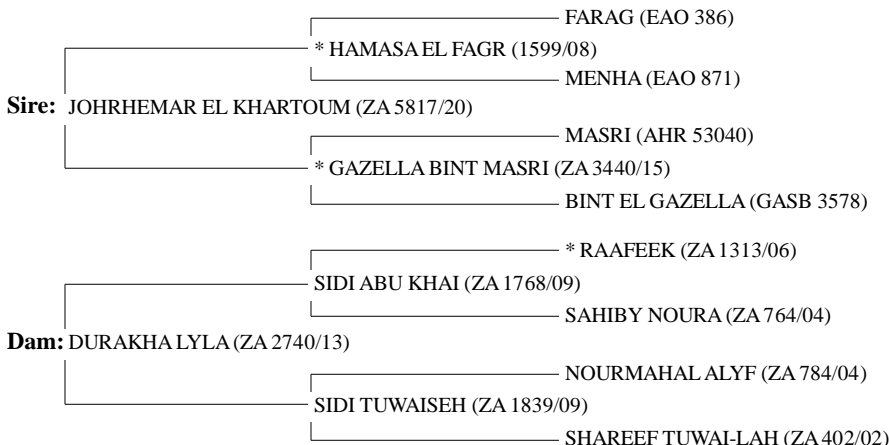 FARAG (EAO 386)
* HAMASA EL FAGR (1599/08)
MENHA (EAO 871)
Sire: JOHRHEMAR EL KHARTOUM (ZA 5817/20)
MASRI (AHR 53040)
* GAZELLA BINT MASRI (ZA 3440/15)
BINT EL GAZELLA (GASB 3578)
* RAAFEEK (ZA 1313/06)
SIDI ABU KHAI (ZA 1768/09)
SAHIBY NOURA (ZA 764/04)
Dam: DURAKHA LYLA (ZA 2740/13)
NOURMAHAL ALYF (ZA 784/04)
SIDI TUWAISEH (ZA 1839/09)
SHAREEF TUWAI-LAH (ZA 402/02)